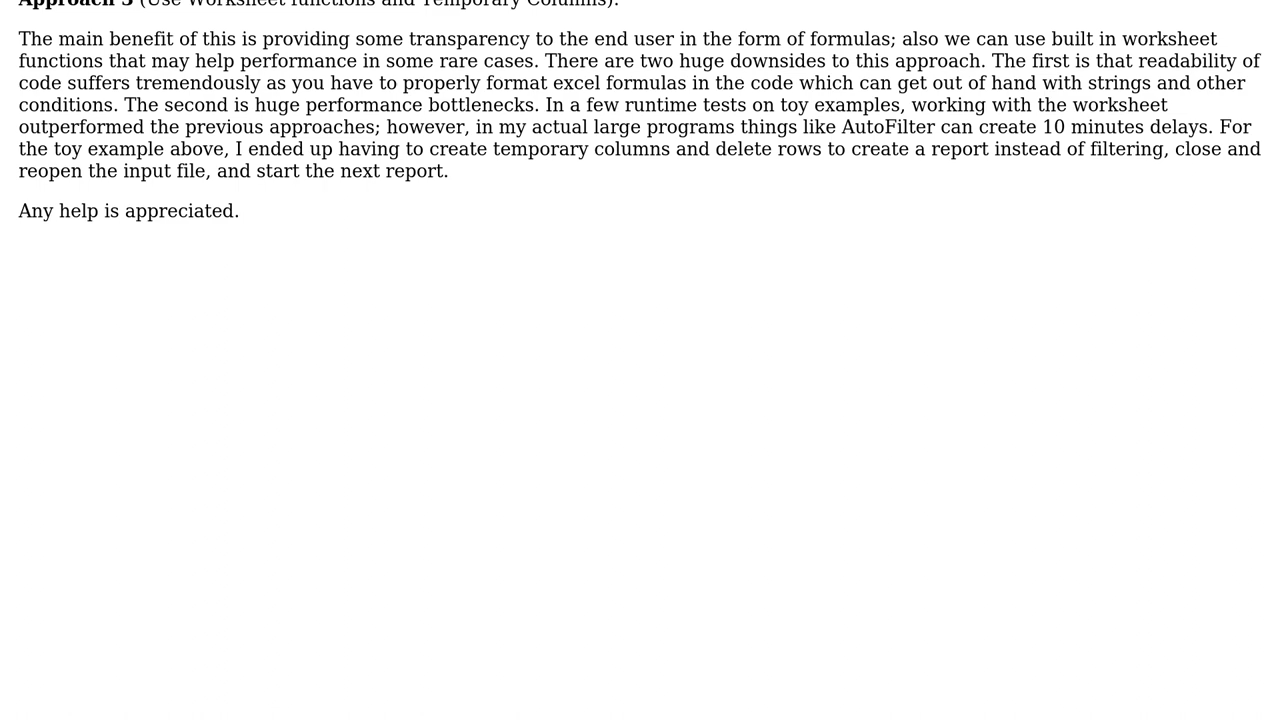 Approach 3 (Use Worksheet functions and Temporary Columns).
The main benefit of this is providing some transparency to the end user in the form of formulas; also we can use built in worksheet
functions that may help performance in some rare cases. There are two huge downsides to this approach. The first is that readability of
code suffers tremendously as you have to properly format excel formulas in the code which can get out of hand with strings and other
conditions. The second is huge performance bottlenecks. In a few runtime tests on toy examples, working with the worksheet
outperformed the previous approaches; however, in my actual large programs things like AutoFilter can create 10 minutes delays. For
the toy example above, I ended up having to create temporary columns and delete rows to create a report instead of filtering, close and
reopen the input file, and start the next report.
Any help is appreciated.